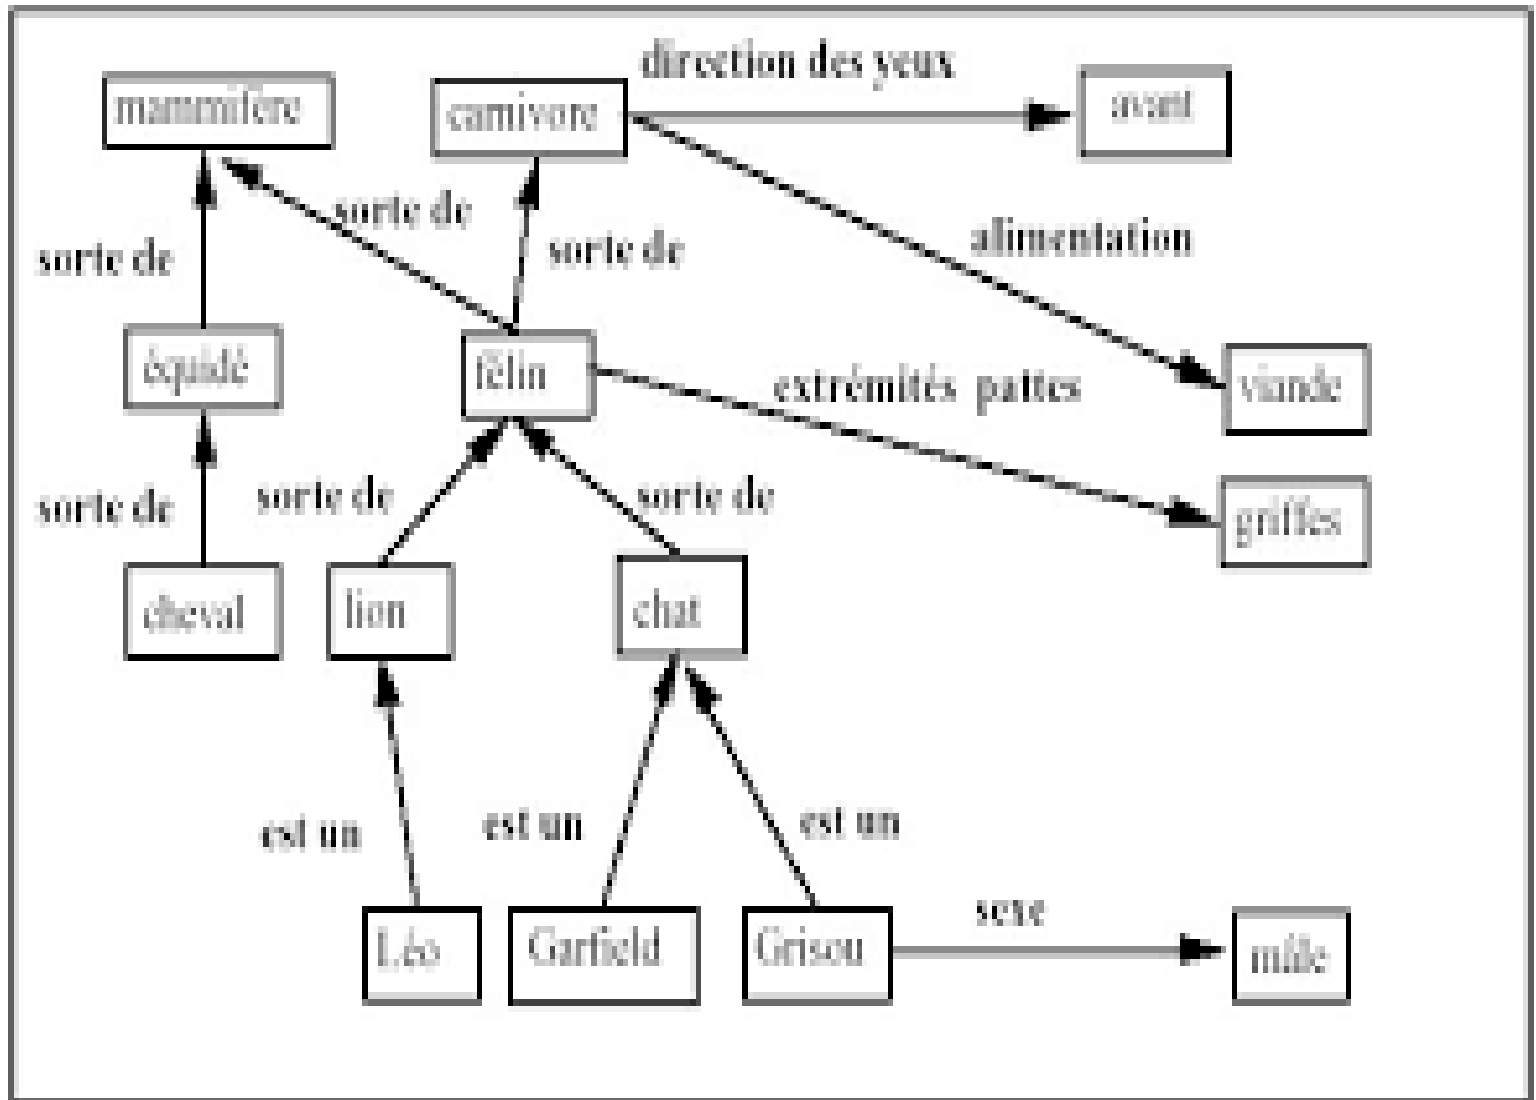 direction des yeux
mammifère
carnivore
avant
sorte de
sorte de
sorte de
alimentation
équidé
félin
extrémités pattes
viande
sorte de
sorte de
sorte de
griffes
cheval
lion
chat
est un
est un
est un
sexe
Léo
Garfield
Grisou
mâle